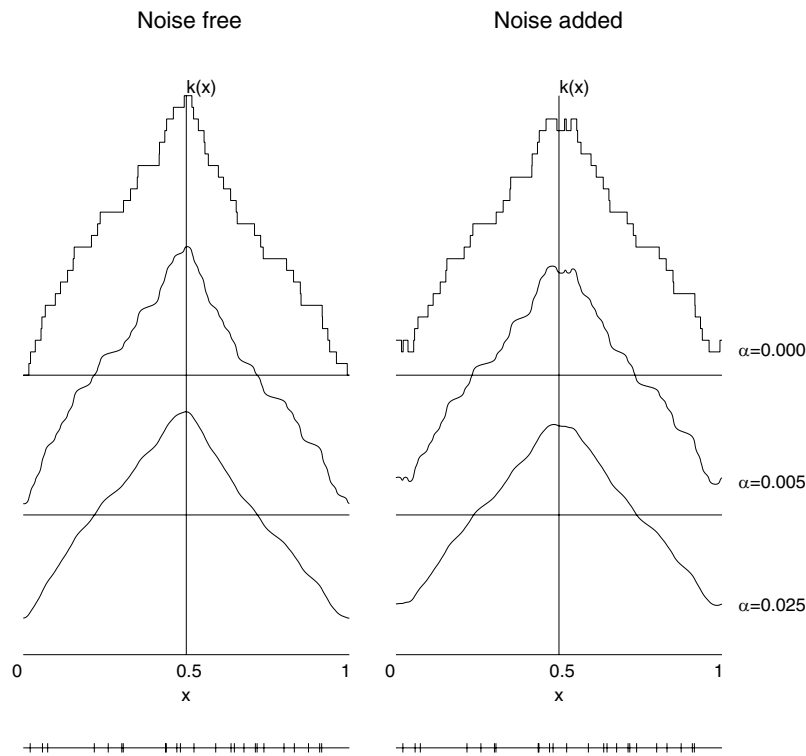 Noise free
Noise added
k(x)
k(x)
α=0.000
α=0.005
α=0.025
0 0.5 1
x
0 0.5 1
x